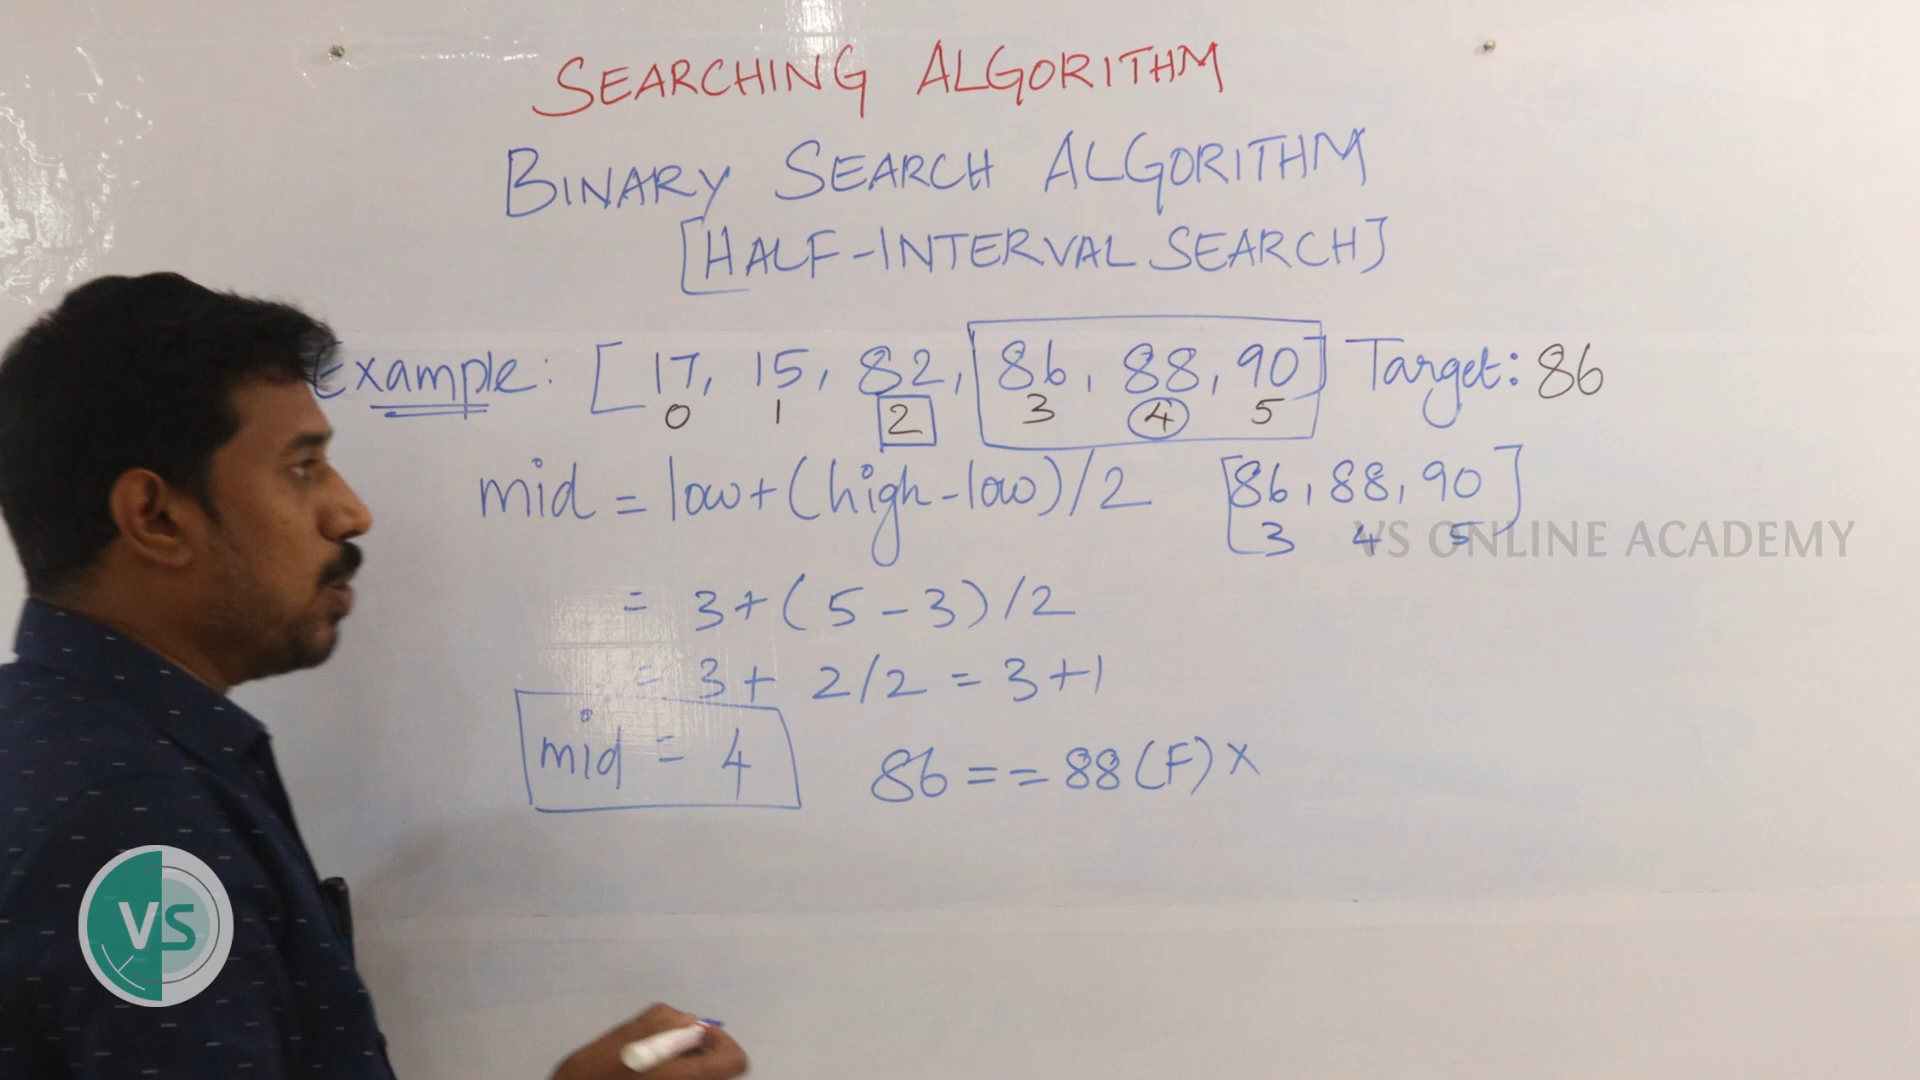 SEARCHING ALGORITHM
BINARY SEARCH ALGORITHM
[HALF-INTERVAL SEARCH]
Example: [17, 15, 82, 86, 88, 90] Target: 86
0 1 2 3 4 5
mid = low+(high-low)/2 [86, 88, 90]
3 4 5
VS ONLINE ACADEMY
= 3+(5-3)/2
= 3+ 2/2 = 3+1
mid = 4 86==88(F)X
VS